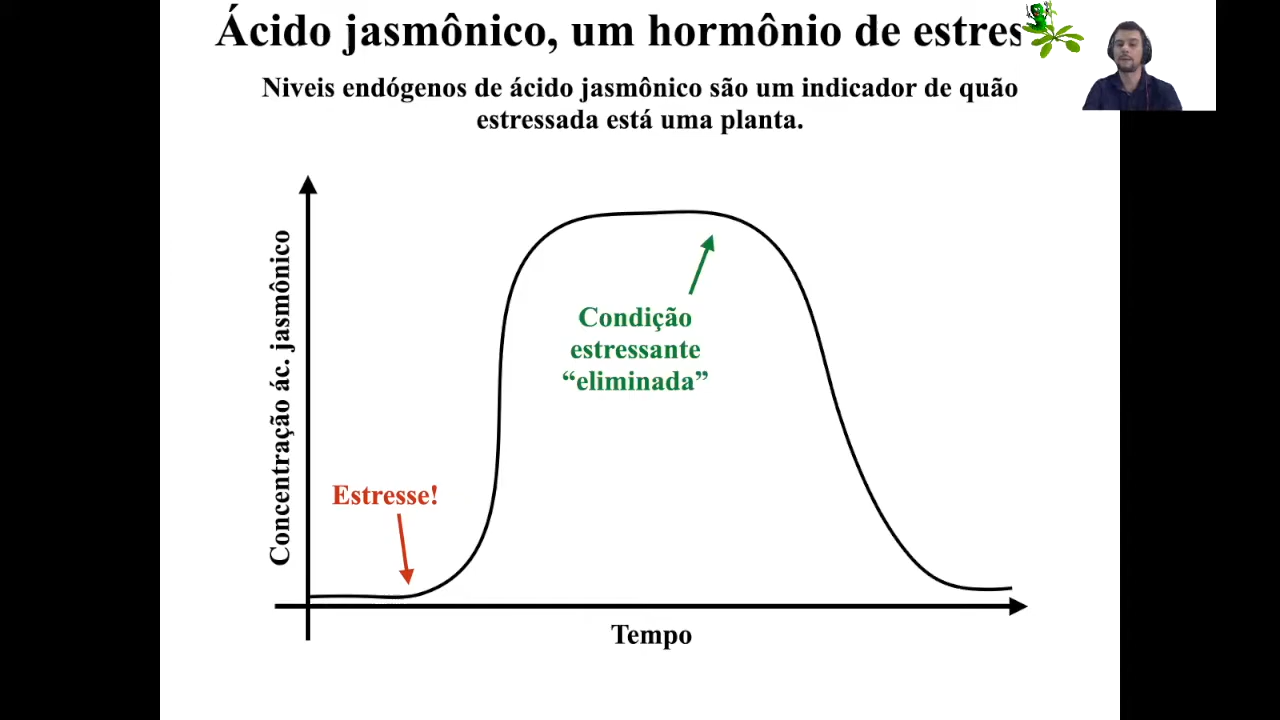 Ácido jasmônico, um hormônio de estres
Niveis endógenos de ácido jasmônico são um indicador de quão
estressada está uma planta.
Concentração ác. jasmônico
Condição
estressante
“eliminada”
Estresse!
Tempo